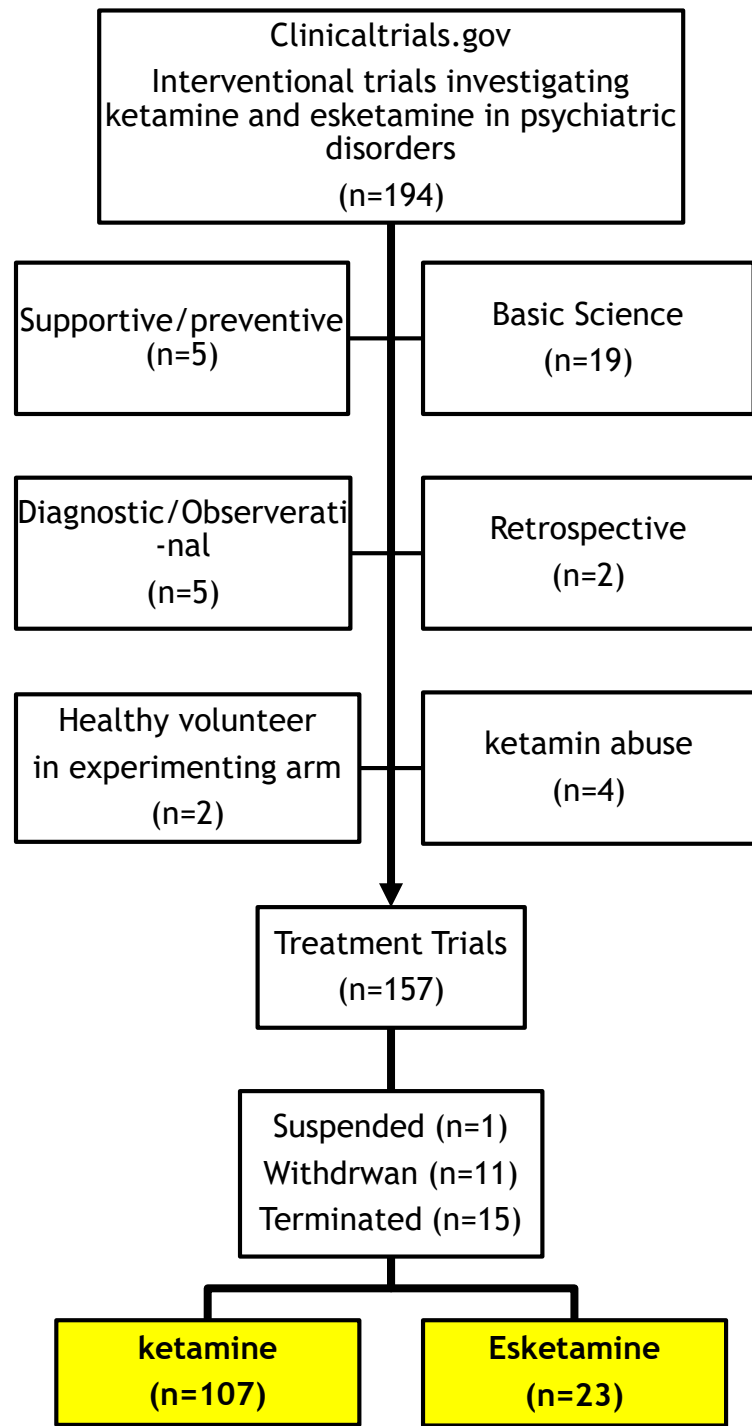 Clinicaltrials.gov
Interventional trials investigating
ketamine and esketamine in psychiatric
disorders
(n=194)
Supportive/preventive
(n=5)
Basic Science
(n=19)
Diagnostic/Observerati
-nal
(n=5)
Retrospective
(n=2)
Healthy volunteer
in experimenting arm
(n=2)
ketamin abuse
(n=4)
Treatment Trials
(n=157)
Suspended (n=1)
Withdrwan (n=11)
Terminated (n=15)
ketamine
(n=107)
Esketamine
(n=23)